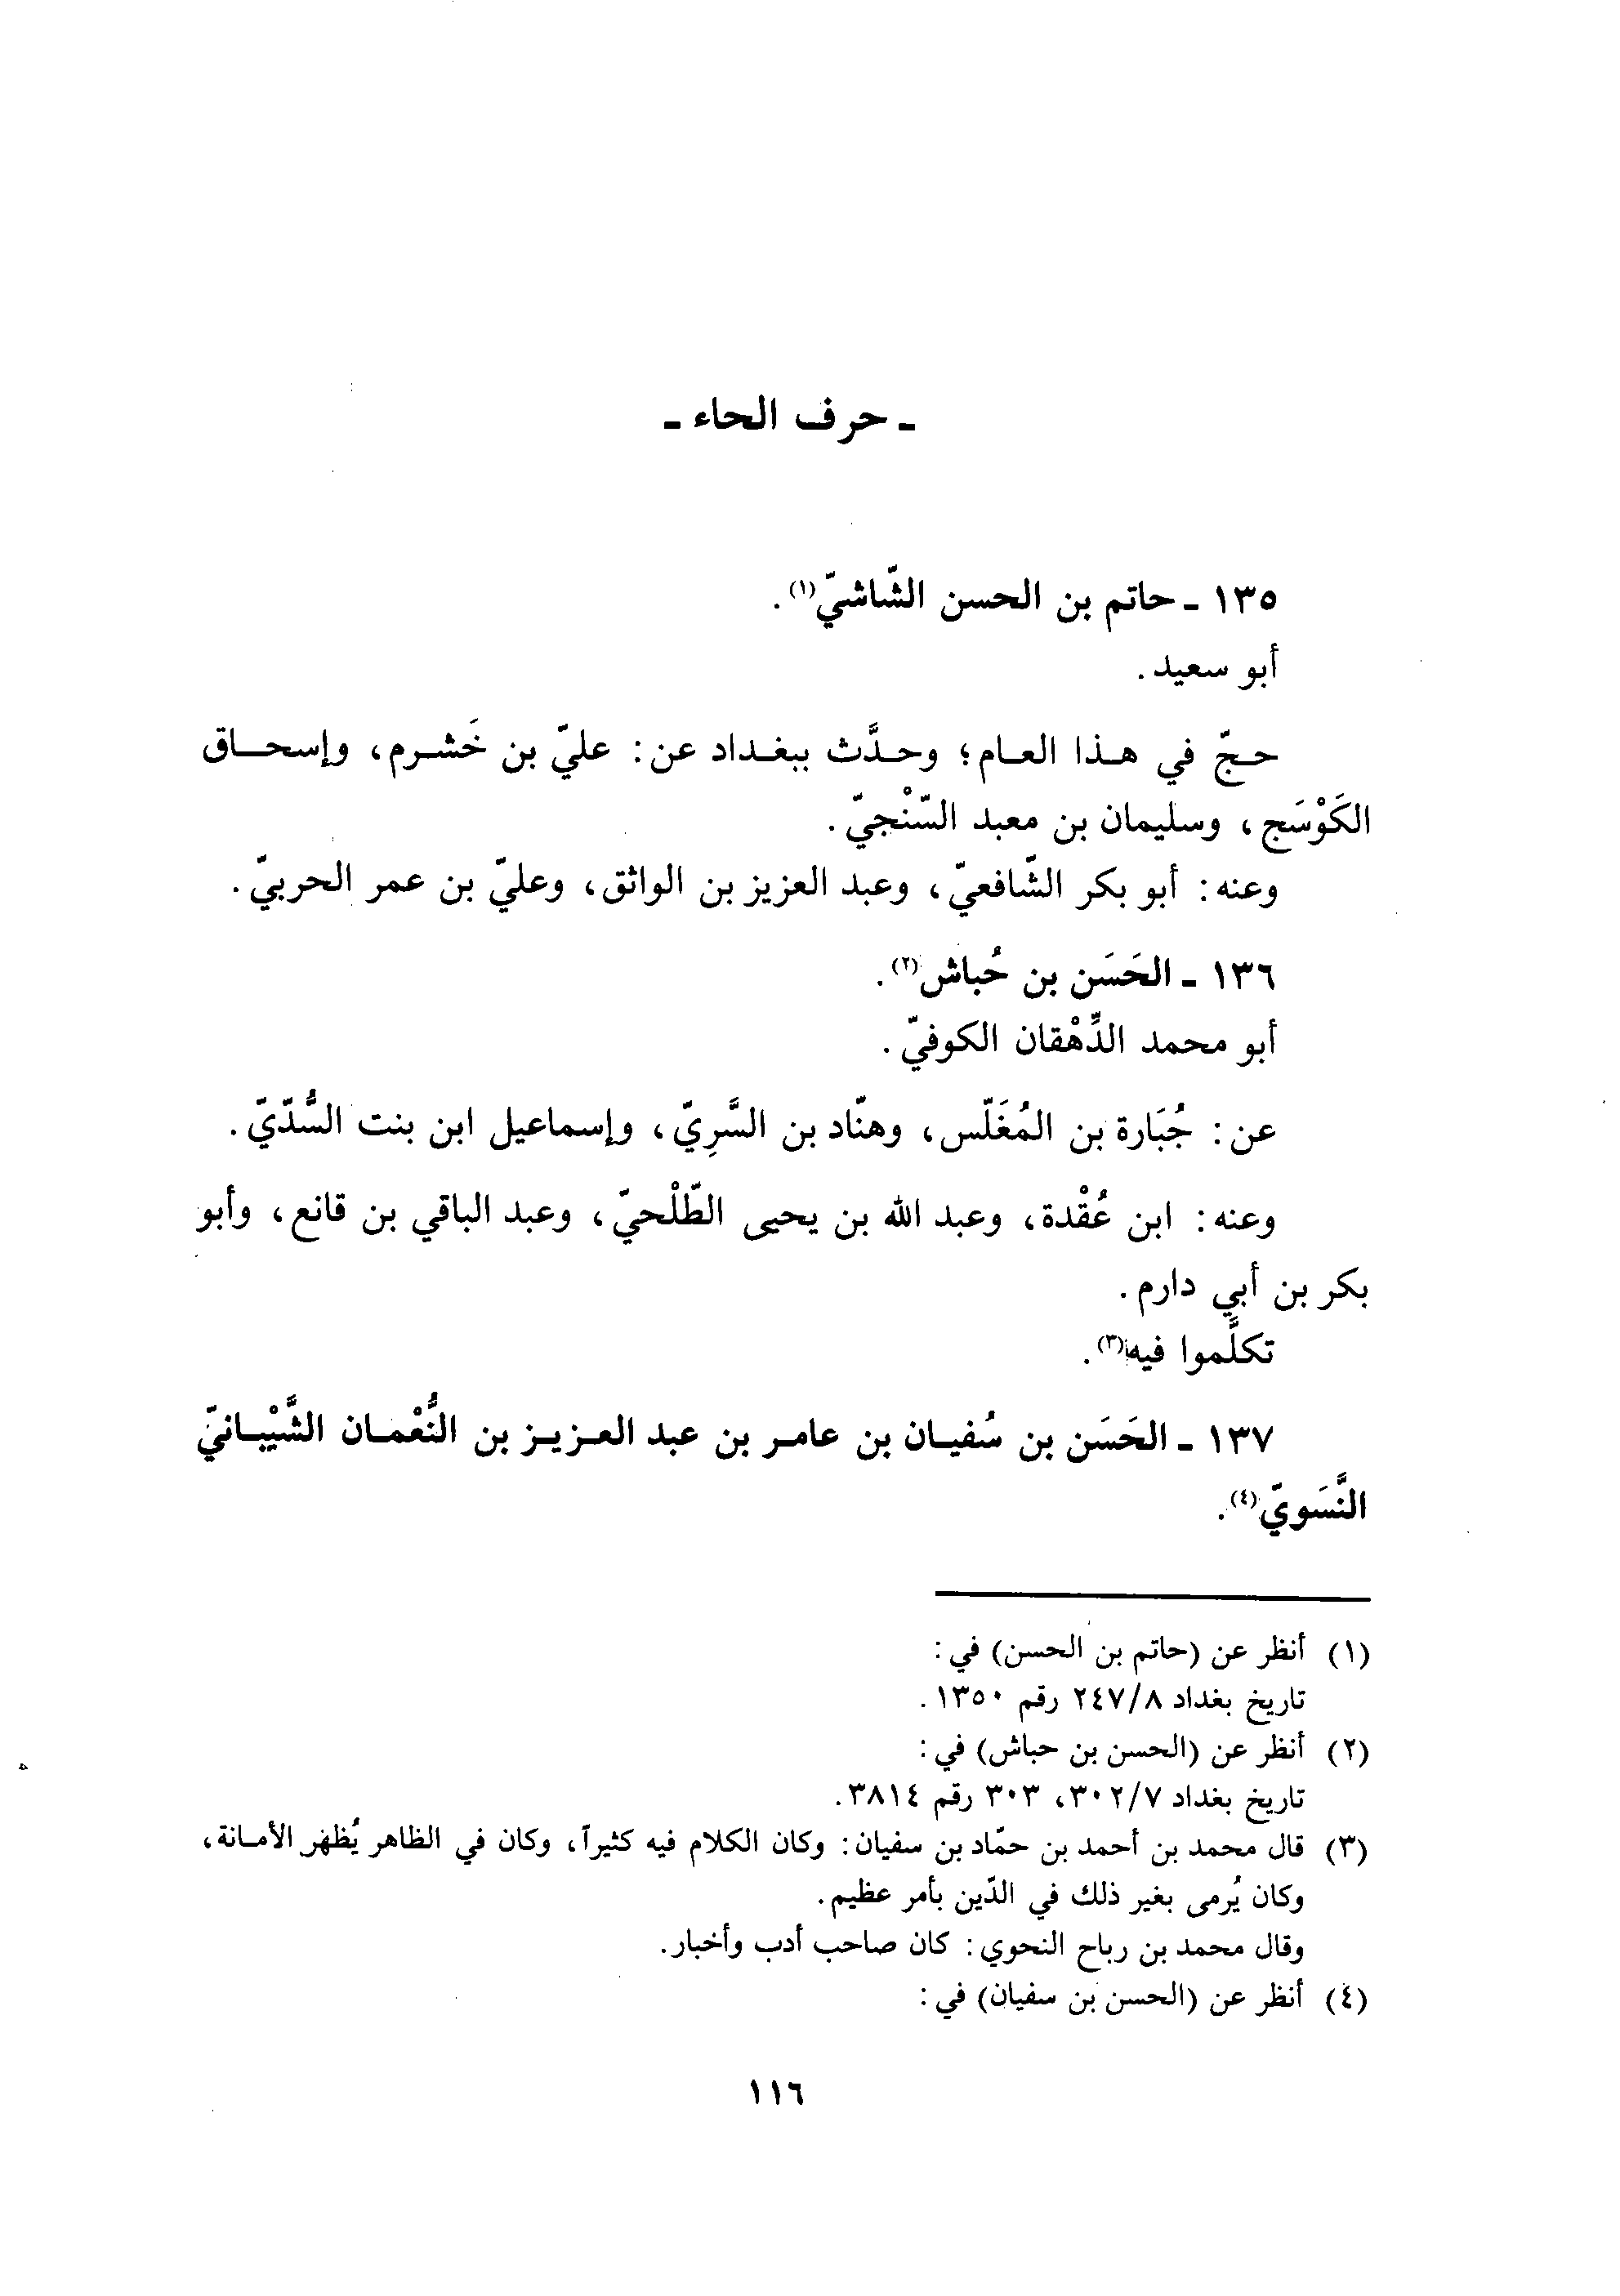 ـ حرف الحاء ـ
١٣٥ ـ حاتم بن الحسن الشّاشيّ(١).
أبو سعيد.
حجّ في هذا العام؛ وحدَّث ببغداد عن: عليّ بن خَشرم، وإسحاق
الكَوْسَج، وسليمان بن معبد السّنْجيّ.
وعنه: أبو بكر الشّافعيّ، وعبد العزيز بن الواثق، وعليّ بن عمر الحربيّ.
١٣٦ ـ الحَسَن بن حُباش(٢).
أبو محمد الدِّهْقان الكوفيّ.
عن: جُبَارة بن المُغَلّس، وهنّاد بن السَّرِيّ، وإسماعيل ابن بنت السُّدّيّ.
وعنه: ابن عُقْدة، وعبد الله بن يحيى الطّلْحيّ، وعبد الباقي بن قانع، وأبو
بكر بن أبي دارم.
تكلَّموا فيه(٣).
١٣٧ ـ الحَسَن بن سُفيان بن عامر بن عبد العزيز بن النُّعْمان الشَّيْبانيّ
النَّسَويّ(٤).
(١) أنظر عن (حاتم بن الحسن) في:
تاريخ بغداد ٢٤٧/٨ رقم ١٣٥٠.
(٢) أنظر عن (الحسن بن حباش) في:
تاريخ بغداد ٣٠٢/٧، ٣٠٣ رقم ٣٨١٤.
(٣) قال محمد بن أحمد بن حمّاد بن سفيان: وكان الكلام فيه كثيراً، وكان في الظاهر يُظهر الأمانة،
وكان يُرمى بغير ذلك في الدّين بأمر عظيم.
وقال محمد بن رباح النحوي: كان صاحب أدب وأخبار.
(٤) أنظر عن (الحسن بن سفيان) في:
١١٦